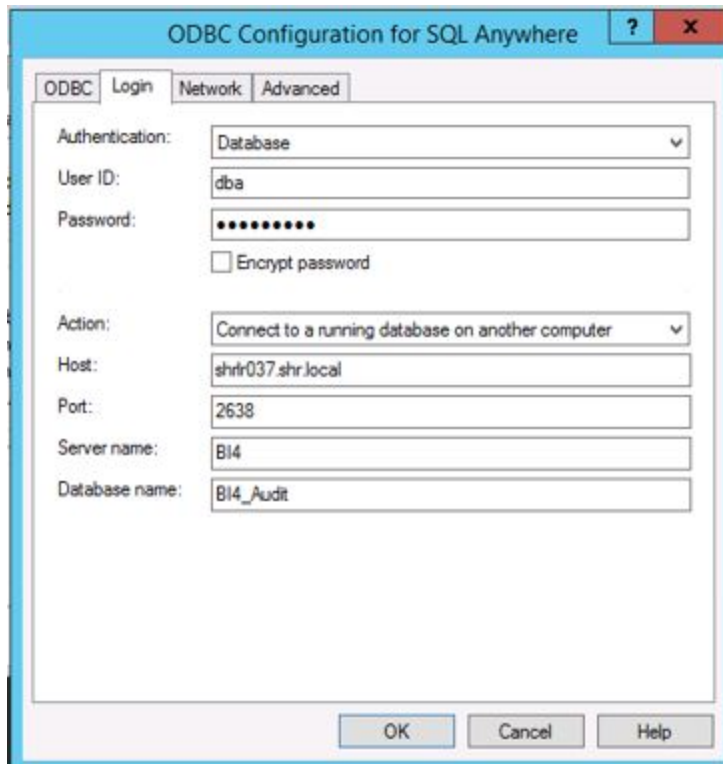 ODBC Configuration for SQL Anywhere ? x
ODBC Login Network Advanced
Authentication: Database
User ID: dba
Password: •••••••••
Encrypt password
Action: Connect to a running database on another computer
Host: shrlr037.shr.local
Port: 2638
Server name: BI4
Database name: BI4_Audit
OK Cancel Help